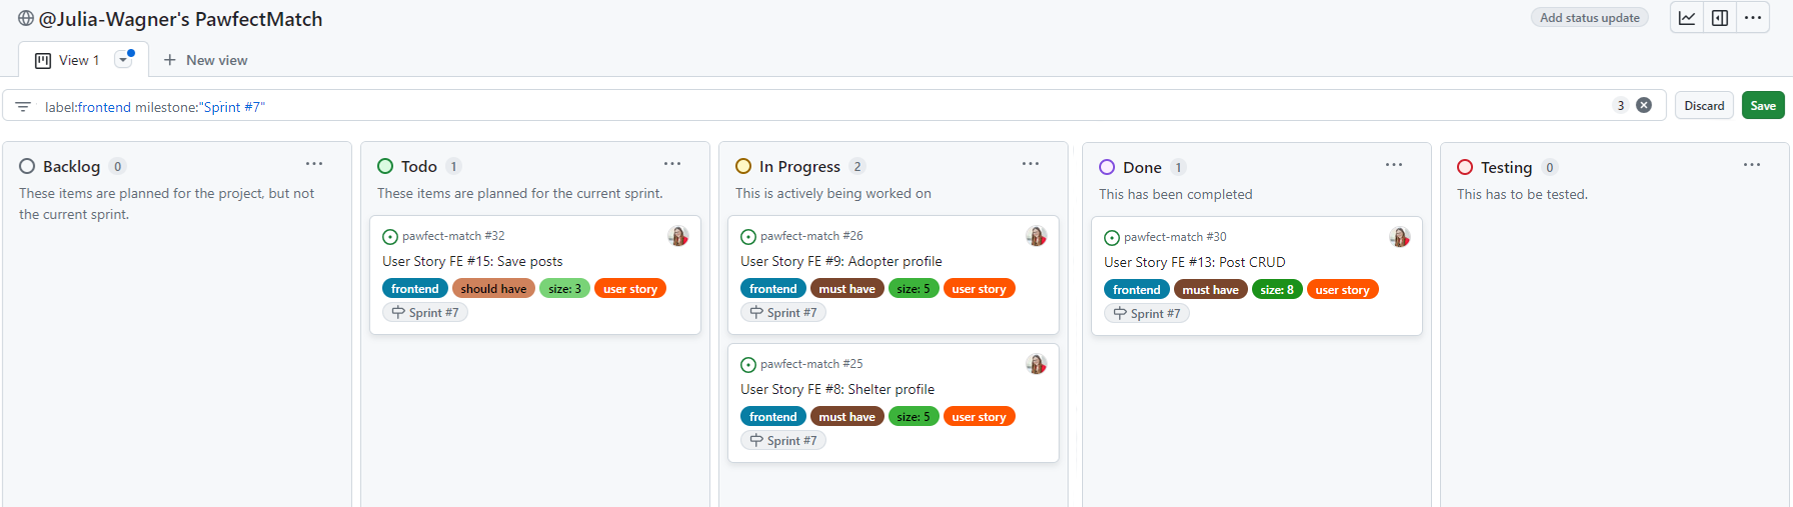 @Julia-Wagner's PawfectMatch
Add status update
View 1
New view
label:frontend milestone:"Sprint #7"
3
Discard
Save
Backlog 0
These items are planned for the project, but not
the current sprint.
Todo 1
These items are planned for the current sprint.
pawfect-match #32
User Story FE #15: Save posts
frontend should have size: 3 user story
Sprint #7
In Progress 2
This is actively being worked on
pawfect-match #26
User Story FE #9: Adopter profile
frontend must have size: 5 user story
Sprint #7
pawfect-match #25
User Story FE #8: Shelter profile
frontend must have size: 5 user story
Sprint #7
Done 1
This has been completed
pawfect-match #30
User Story FE #13: Post CRUD
frontend must have size: 8 user story
Sprint #7
Testing 0
This has to be tested.